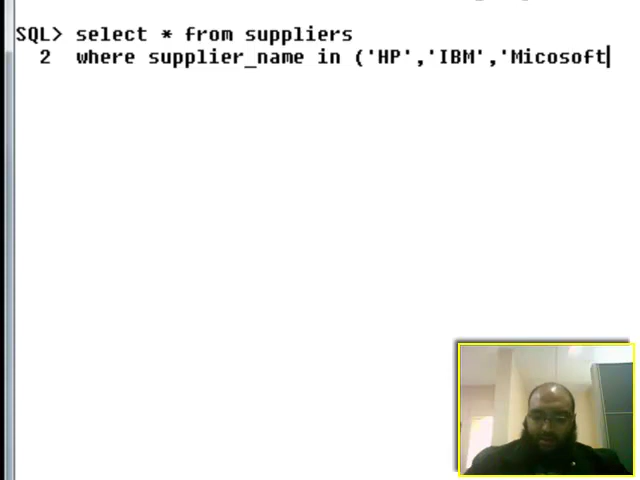 SQL> select * from suppliers
2 where supplier_name in ('HP','IBM','Micosoft